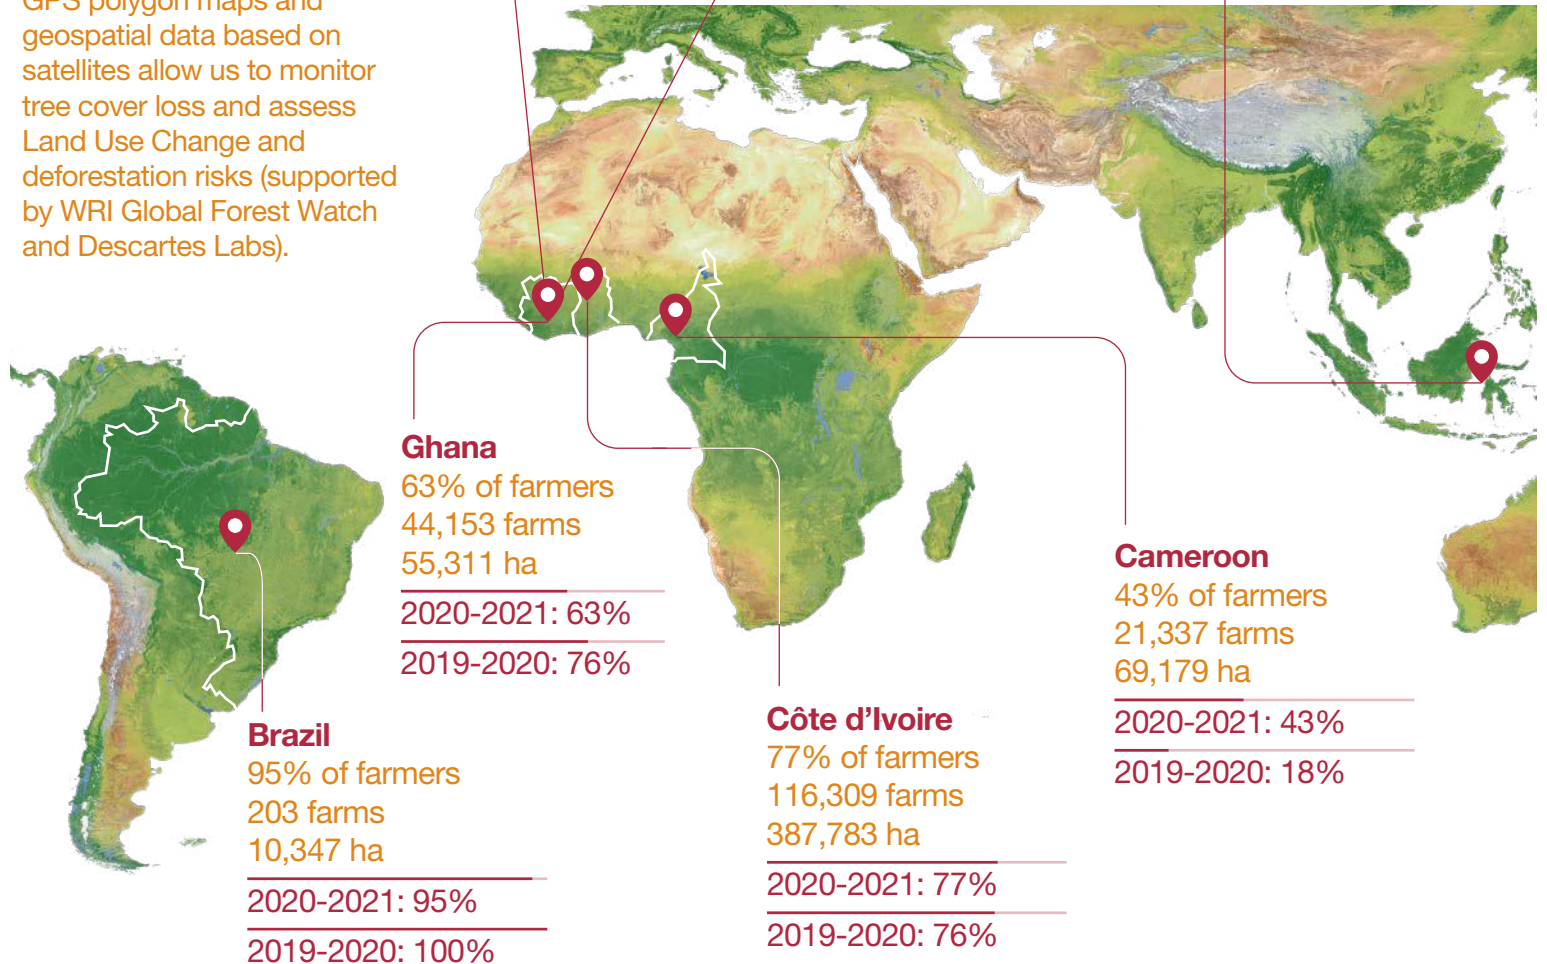 GPS polygon maps and
geospatial data based on
satellites allow us to monitor
tree cover loss and assess
Land Use Change and
deforestation risks (supported
by WRI Global Forest Watch
and Descartes Labs).
Ghana
63% of farmers
44,153 farms
55,311 ha
2020-2021: 63%
2019-2020: 76%
Cameroon
43% of farmers
21,337 farms
69,179 ha
2020-2021: 43%
2019-2020: 18%
Brazil
95% of farmers
203 farms
10,347 ha
2020-2021: 95%
2019-2020: 100%
Côte d’Ivoire
77% of farmers
116,309 farms
387,783 ha
2020-2021: 77%
2019-2020: 76%